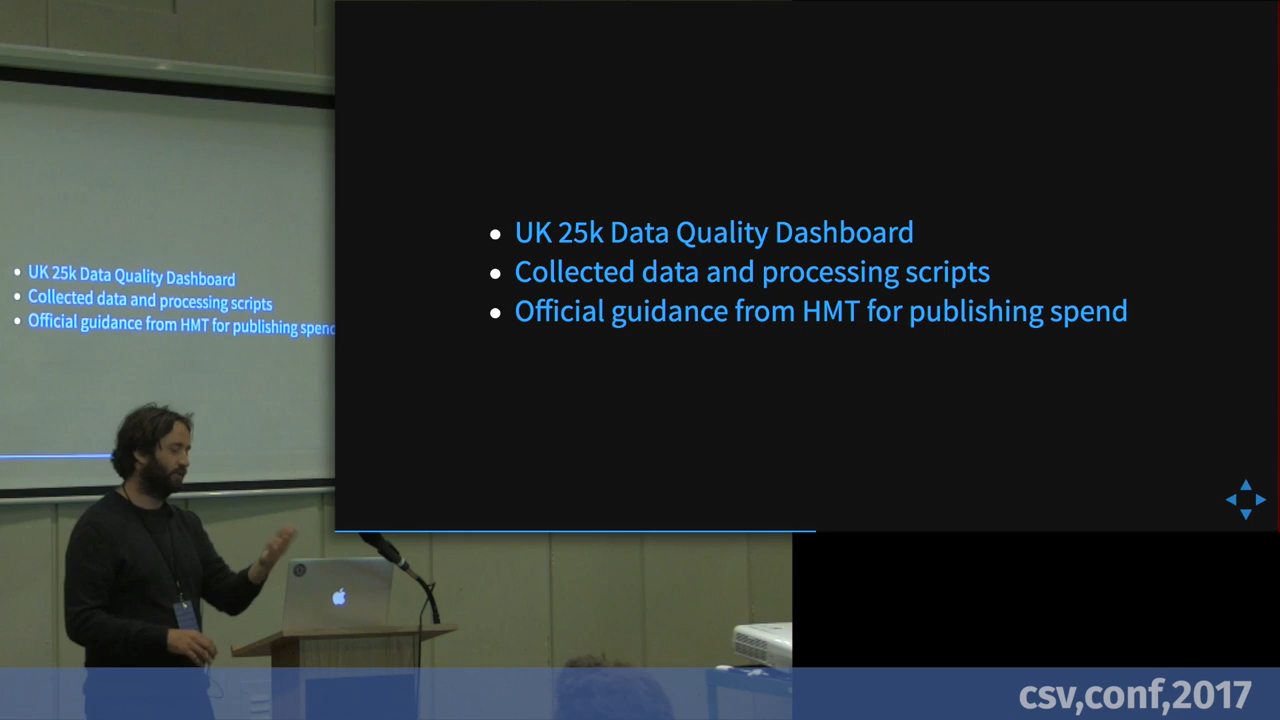 UK 25k Data Quality Dashboard
Collected data and processing scripts
Official guidance from HMT for publishing spend
UK 25k Data Quality Dashboard
Collected data and processing scripts
Official guidance from HMT for publishing spend
csv,conf,2017